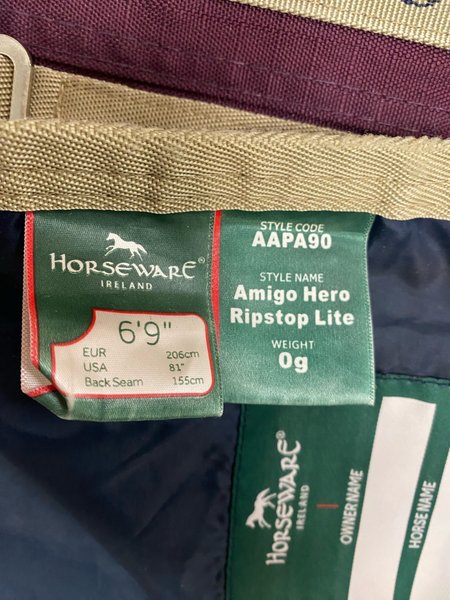 HORSEWARE®
IRELAND
6'9"
EUR 206cm
USA 81"
Back Seam 155cm
STYLE CODE
AAPA90
STYLE NAME
Amigo Hero
Ripstop Lite
WEIGHT
0g
HORSEWARE®
IRELAND
OWNER NAME
HORSE NAME